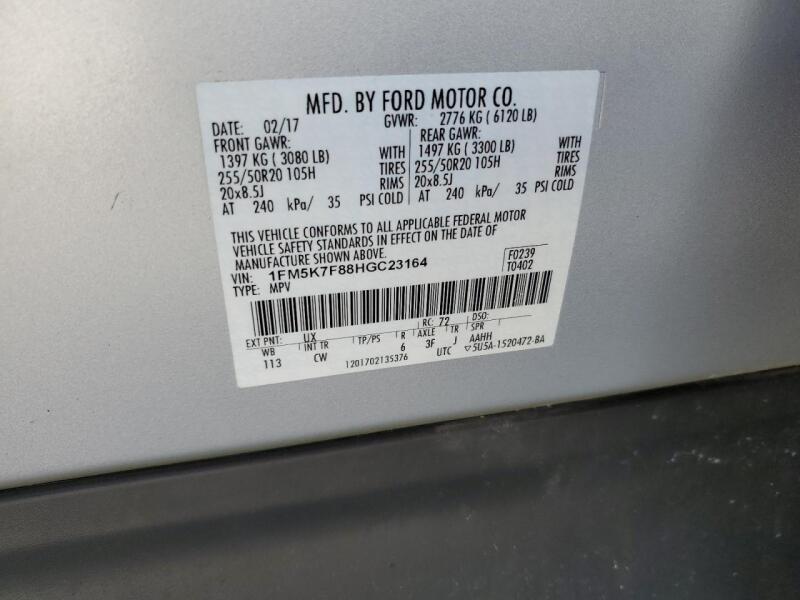 MFD. BY FORD MOTOR CO.
DATE: 02/17 GVWR: 2776 KG ( 6120 LB)
FRONT GAWR: REAR GAWR:
1397 KG ( 3080 LB) WITH 1497 KG ( 3300 LB) WITH
255/50R20 105H TIRES 255/50R20 105H TIRES
20x8.5J RIMS 20x8.5J RIMS
AT 240 kPa/ 35 PSI COLD AT 240 kPa/ 35 PSI COLD
THIS VEHICLE CONFORMS TO ALL APPLICABLE FEDERAL MOTOR
VEHICLE SAFETY STANDARDS IN EFFECT ON THE DATE OF
MANUFACTURE SHOWN ABOVE.
VIN: 1FM5K7F88HGC23164 F0239
TYPE: MPV T0402
EXT PNT: UX RC: 72 DSO:
WB INT TR TP/PS R AXLE TR SPR
113 CW 6 3F J AAHH
1201702135376 UTC ▽5U5A-1520472-BA